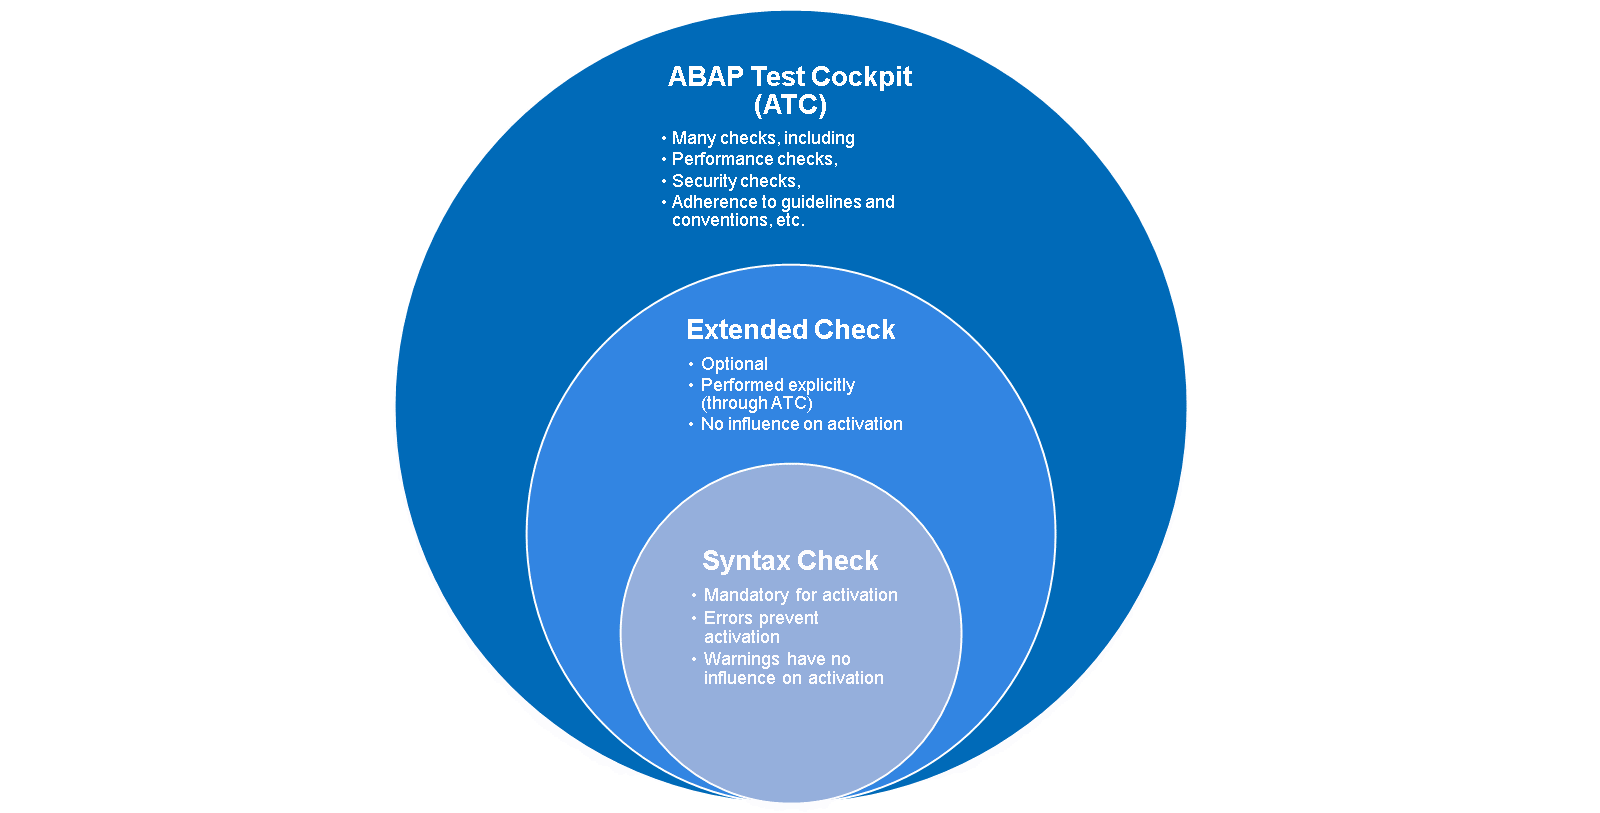 ABAP Test Cockpit
(ATC)
• Many checks, including
• Performance checks,
• Security checks,
• Adherence to guidelines and
conventions, etc.
Extended Check
• Optional
• Performed explicitly
(through ATC)
• No influence on activation
Syntax Check
• Mandatory for activation
• Errors prevent
activation
• Warnings have no
influence on activation